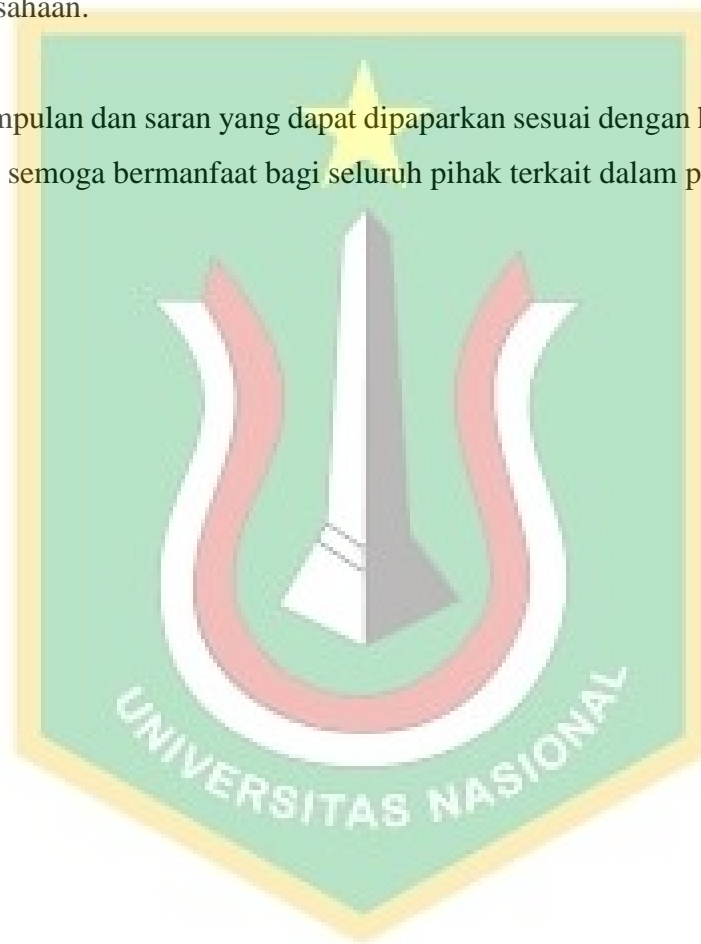 sahaan.
mpulan dan saran yang dapat dipaparkan sesuai dengan
semoga bermanfaat bagi seluruh pihak terkait dalam p
UNIVERSITAS NASIONAL